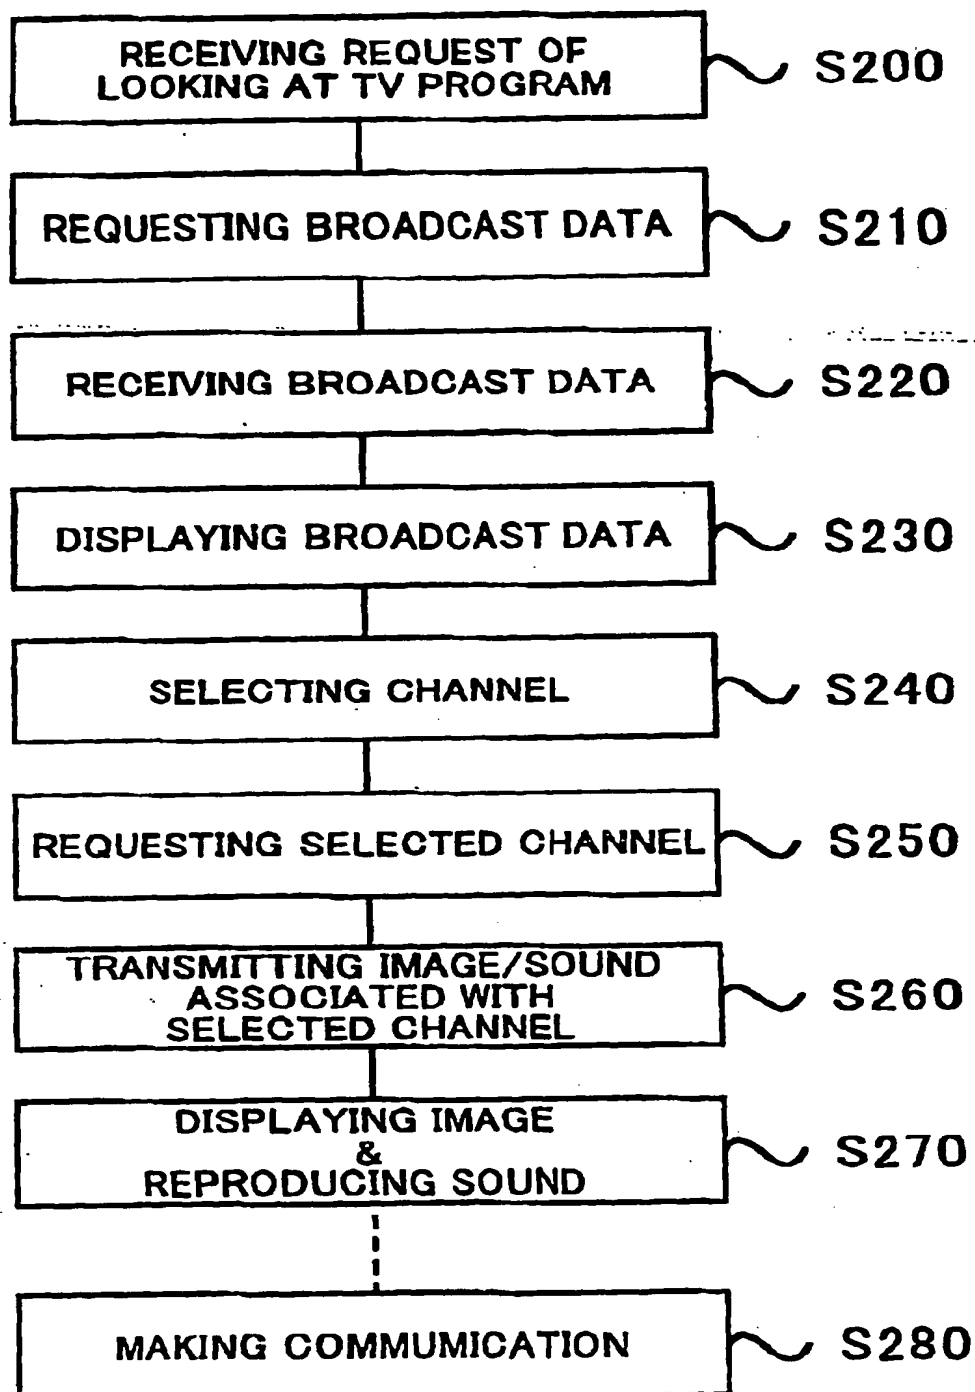 RECEIVING REQUEST OF
LOOKING AT TV PROGRAM
S200
REQUESTING BROADCAST DATA
S210
RECEIVING BROADCAST DATA
S220
DISPLAYING BROADCAST DATA
S230
SELECTING CHANNEL
S240
REQUESTING SELECTED CHANNEL
S250
TRANSMITTING IMAGE/SOUND
ASSOCIATED WITH
SELECTED CHANNEL
S260
DISPLAYING IMAGE
&
REPRODUCING SOUND
S270
MAKING COMMUMICATION
S280